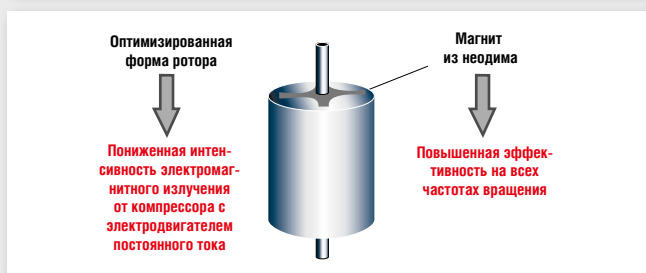 Оптимизированная
форма ротора
Магнит
из неодима
Пониженная интен-
сивность электромаг-
нитного излучения
от компрессора с
электродвигателем
постоянного тока
Повышенная эффек-
тивность на всех
частотах вращения